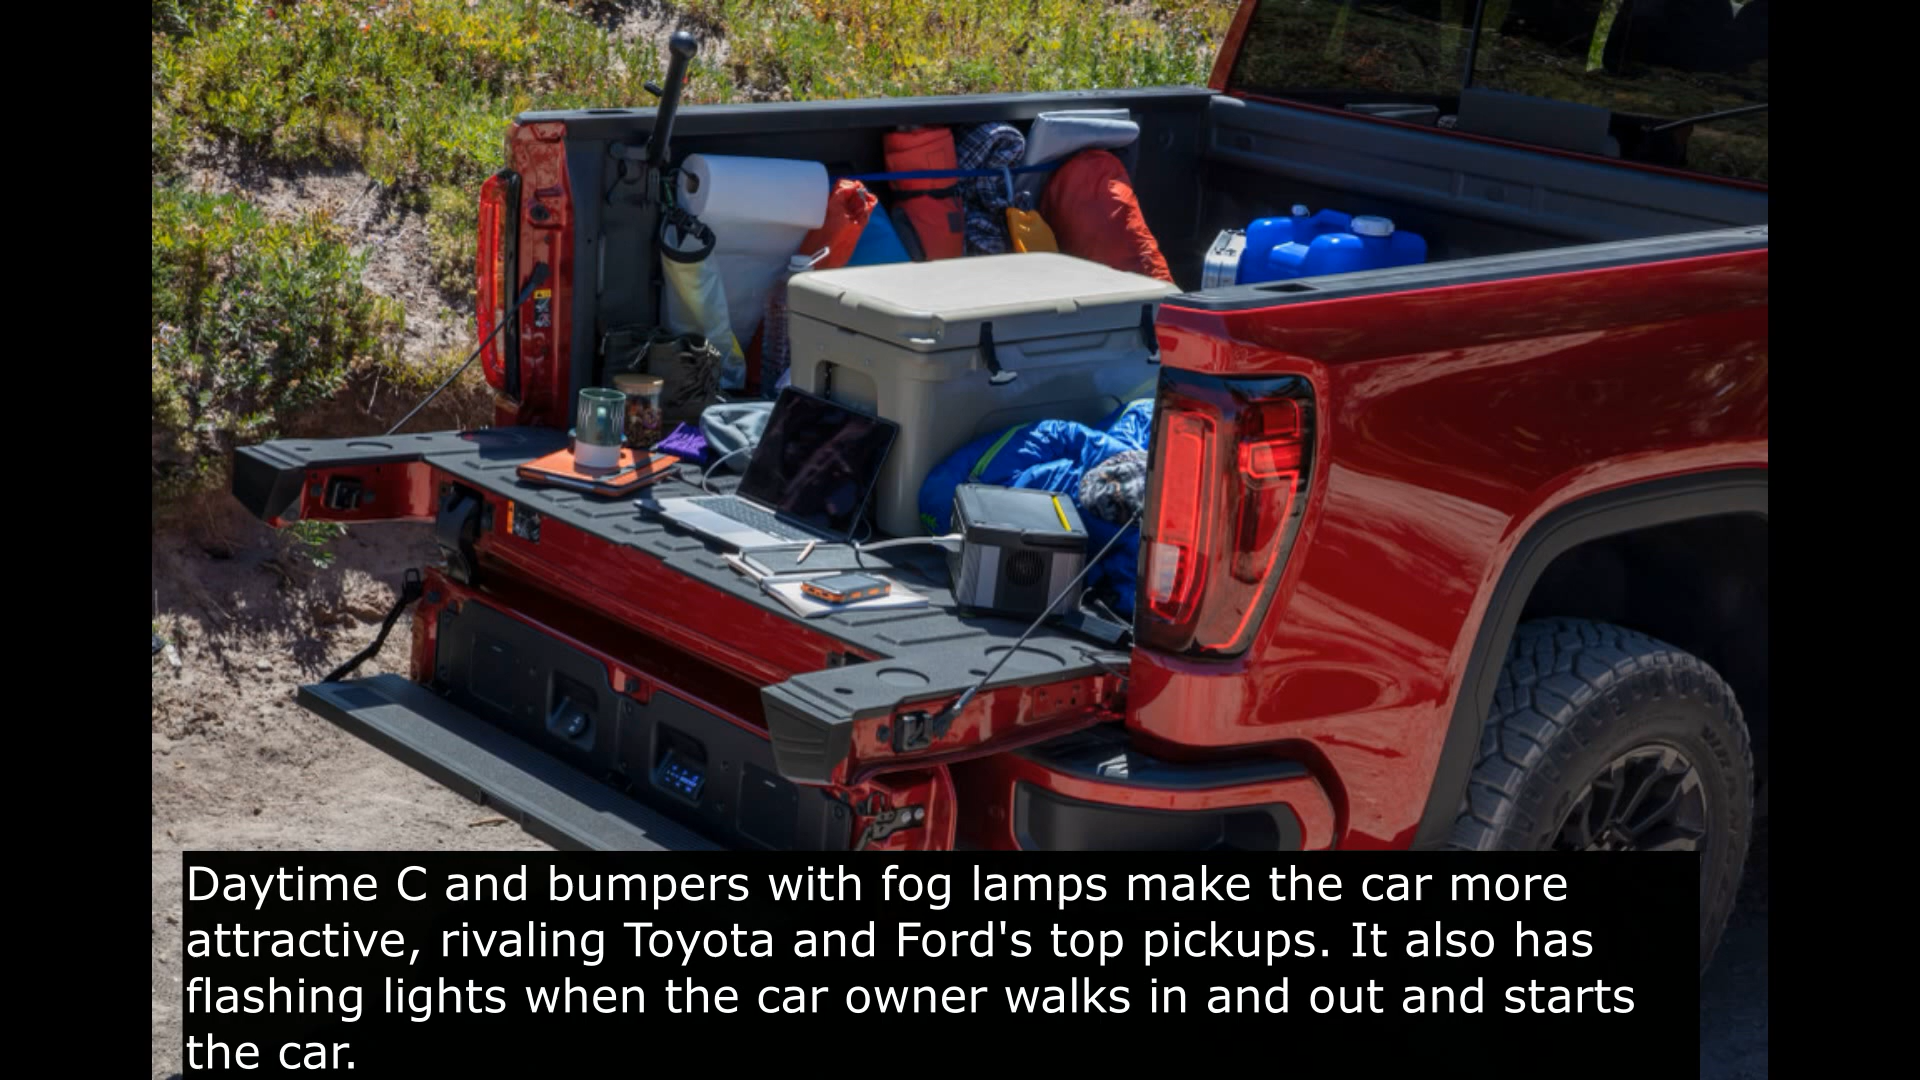 Daytime C and bumpers with fog lamps make the car more
attractive, rivaling Toyota and Ford's top pickups. It also has
flashing lights when the car owner walks in and out and starts
the car.